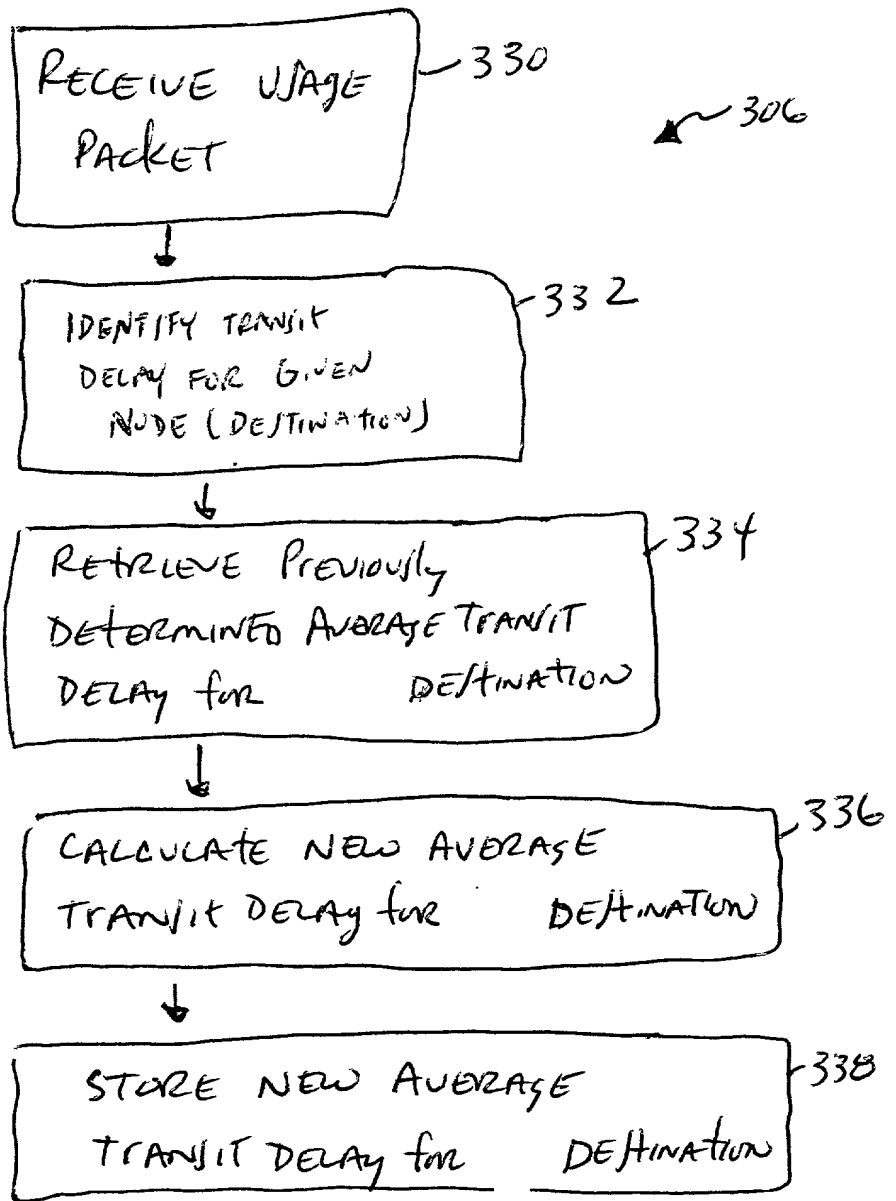 RECEIVE USAGE
PACKET
330
306
IDENTIFY TRANSIT
DELAY FOR GIVEN
NODE (DESTINATION)
332
RETRIEVE PREVIOUSLY
DETERMINED AVERAGE TRANSIT
DELAY for DESTINATION
334
CALCULATE NEW AVERAGE
TRANSIT DELAY for DESTINATION
336
STORE NEW AVERAGE
TRANSIT DELAY for DESTINATION
338